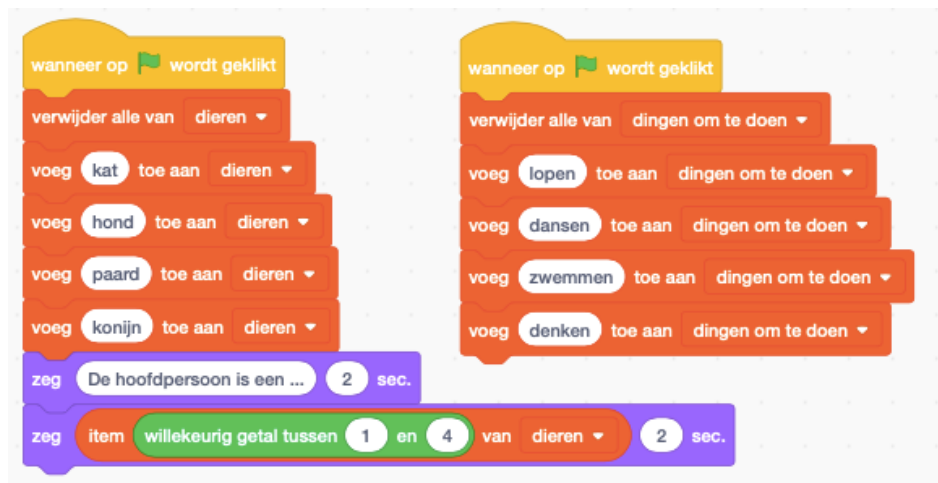 wanneer op wordt geklikt
verwijder alle van dieren
voeg kat toe aan dieren
voeg hond toe aan dieren
voeg paard toe aan dieren
voeg konijn toe aan dieren
zeg De hoofdpersoon is een ... 2 sec.
zeg item willekeurig getal tussen 1 en 4 van dieren 2 sec.
wanneer op wordt geklikt
verwijder alle van dingen om te doen
voeg lopen toe aan dingen om te doen
voeg dansen toe aan dingen om te doen
voeg zwemmen toe aan dingen om te doen
voeg denken toe aan dingen om te doen